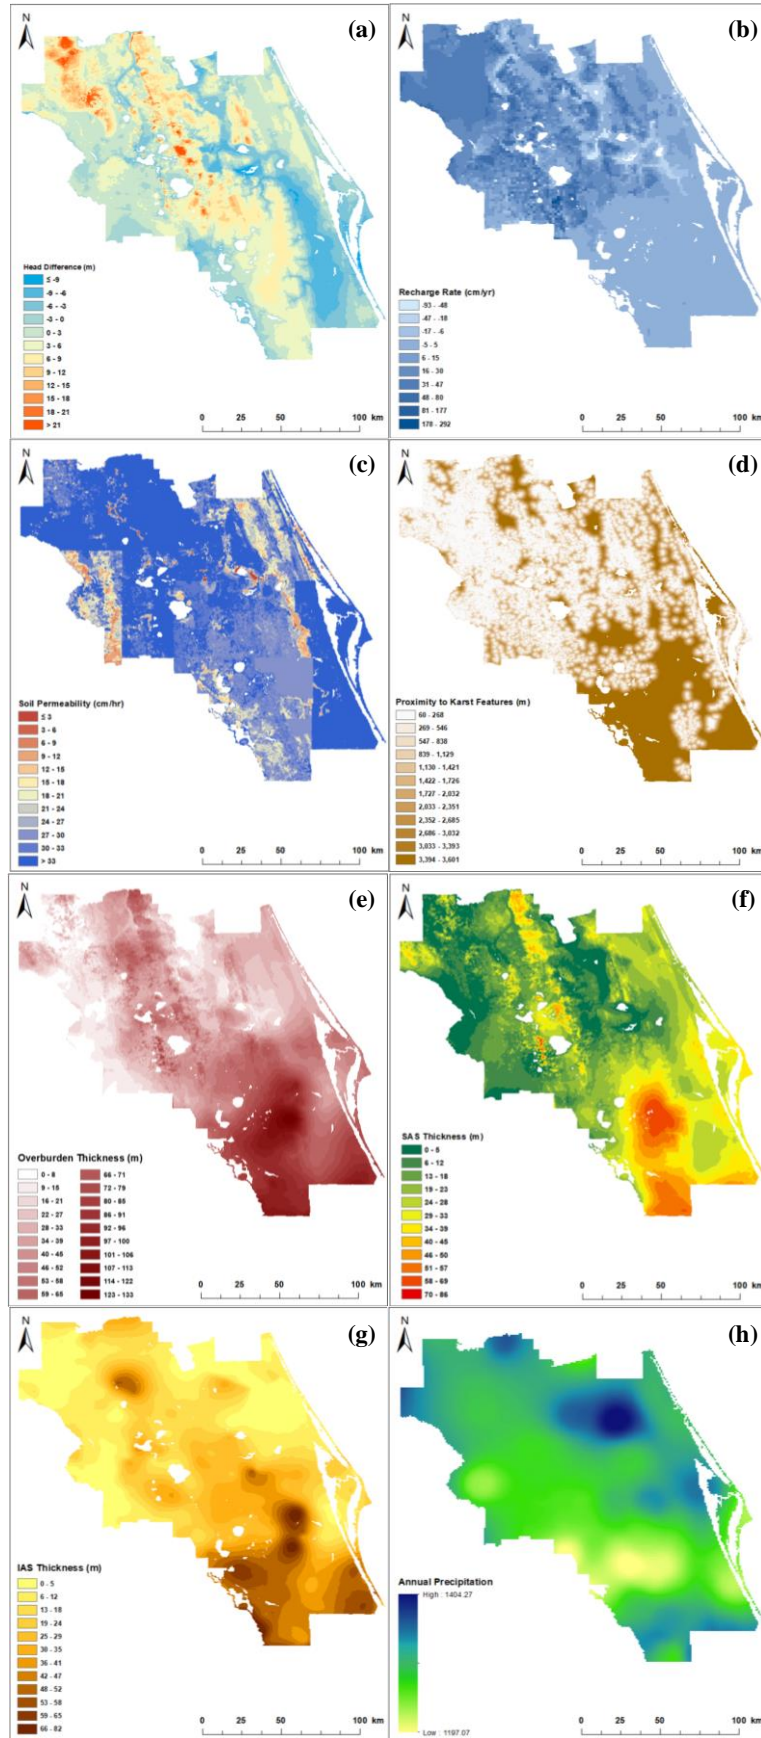 N
(a)
Head Difference (m)
≤ -9
-9 - -6
-6 - -3
-3 - 0
0 - 3
3 - 6
6 - 9
9 - 12
12 - 15
15 - 18
18 - 21
> 21
0 25 50 100 km
N
(b)
Recharge Rate (cm/yr)
-93 - -48
-47 - -18
-17 - -6
-5 - 5
6 - 15
16 - 30
31 - 47
48 - 80
81 - 177
178 - 292
0 25 50 100 km
N
(c)
Soil Permeability (cm/hr)
≤ 3
3 - 6
6 - 9
9 - 12
12 - 15
15 - 18
18 - 21
21 - 24
24 - 27
27 - 30
30 - 33
> 33
0 25 50 100 km
N
(d)
Proximity to Karst Features (m)
60 - 268
269 - 546
547 - 838
839 - 1,129
1,130 - 1,421
1,422 - 1,726
1,727 - 2,032
2,033 - 2,351
2,352 - 2,685
2,686 - 3,032
3,033 - 3,393
3,394 - 3,601
0 25 50 100 km
N
(e)
Overburden Thickness (m)
0 - 8 66 - 71
9 - 15 72 - 79
16 - 21 80 - 85
22 - 27 86 - 91
28 - 33 92 - 96
34 - 39 97 - 100
40 - 45 101 - 106
46 - 52 107 - 113
53 - 58 114 - 122
59 - 65 123 - 133
0 25 50 100 km
N
(f)
SAS Thickness (m)
0 - 5
6 - 12
13 - 18
19 - 23
24 - 28
29 - 33
34 - 39
40 - 45
46 - 50
51 - 57
58 - 69
70 - 86
0 25 50 100 km
N
(g)
IAS Thickness (m)
0 - 5
6 - 12
13 - 18
19 - 24
25 - 29
30 - 35
36 - 41
42 - 47
48 - 52
53 - 58
59 - 65
66 - 82
0 25 50 100 km
N
(h)
Annual Precipitation
High : 1404.27
Low : 1197.07
0 25 50 100 km